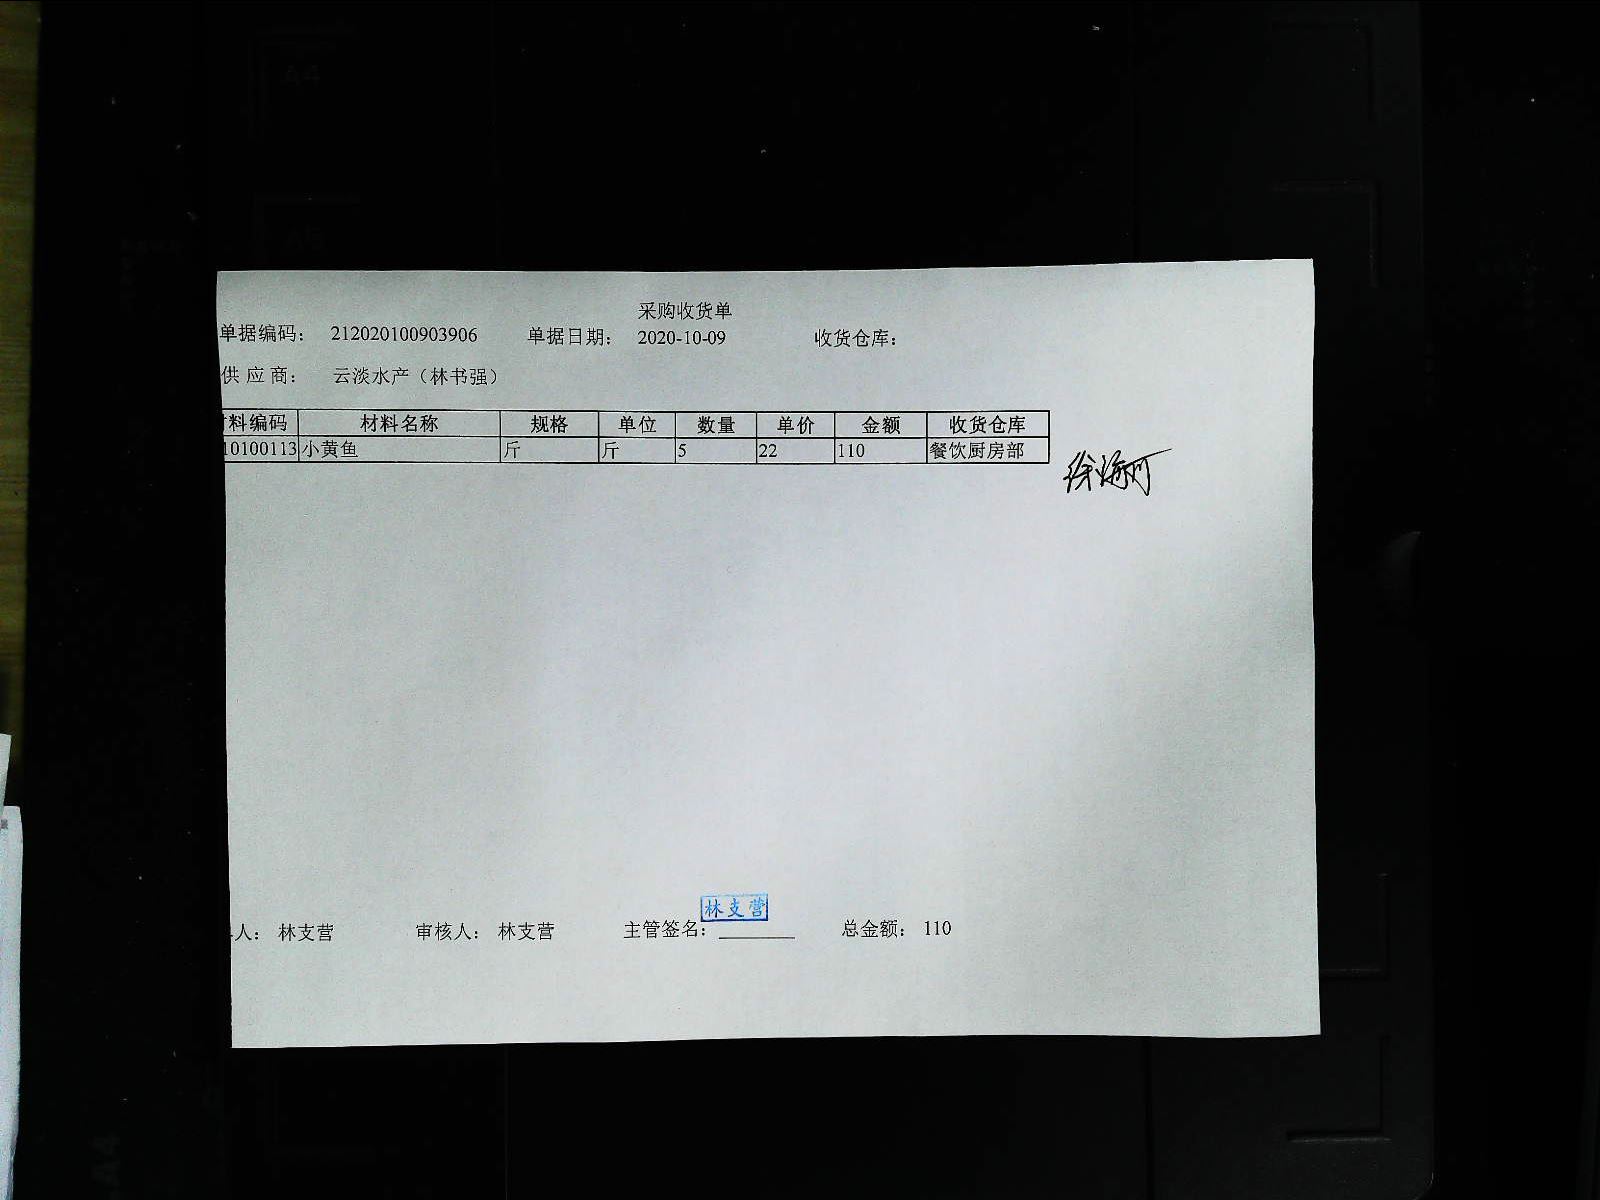 采购收货单
单据编码： 212020100903906 单据日期： 2020-10-09 收货仓库：
供应商： 云淡水产（林书强）
料编码 材料名称 规格 单位 数量 单价 金额 收货仓库
10100113 小黄鱼 斤 斤 5 22 110 餐饮厨房部
林支营
人： 林支营 审核人： 林支营 主管签名： 总金额： 110